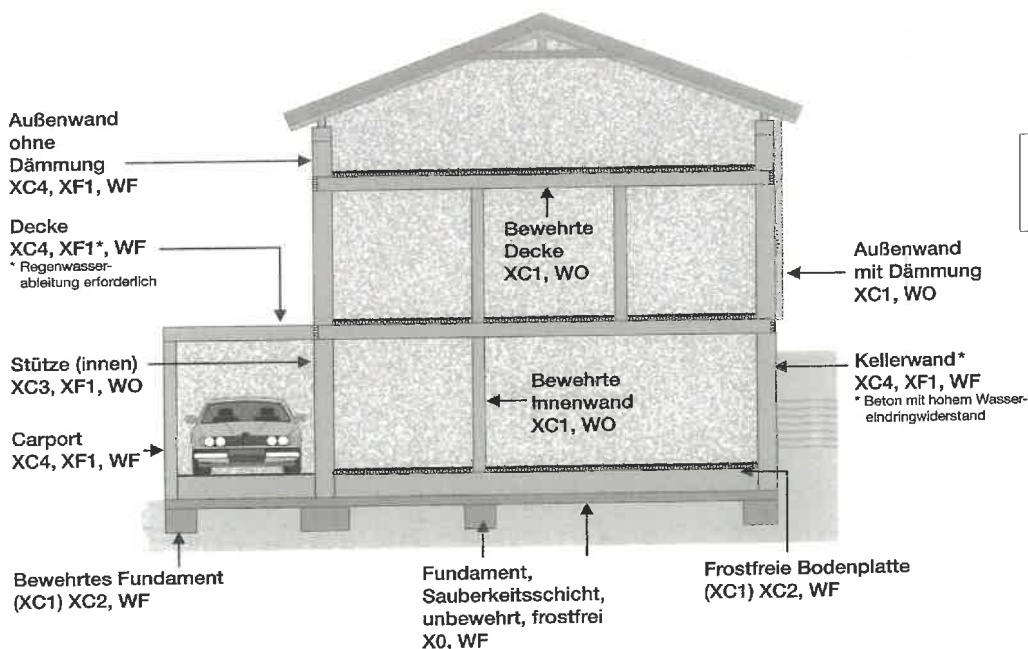 Außenwand
ohne
Dämmung
XC4, XF1, WF
Decke
XC4, XF1*, WF
* Regenwasser-
ableitung erforderlich
Stütze (innen)
XC3, XF1, WO
Carport
XC4, XF1, WF
Bewehrtes Fundament
(XC1) XC2, WF
Bewehrte
Decke
XC1, WO
Bewehrte
Innenwand
XC1, WO
Fundament,
Sauberkeitsschicht,
unbewehrt, frostfrei
X0, WF
Außenwand
mit Dämmung
XC1, WO
Kellerwand*
XC4, XF1, WF
* Beton mit hohem Wasser-
eindringwiderstand
Frostfreie Bodenplatte
(XC1) XC2, WF